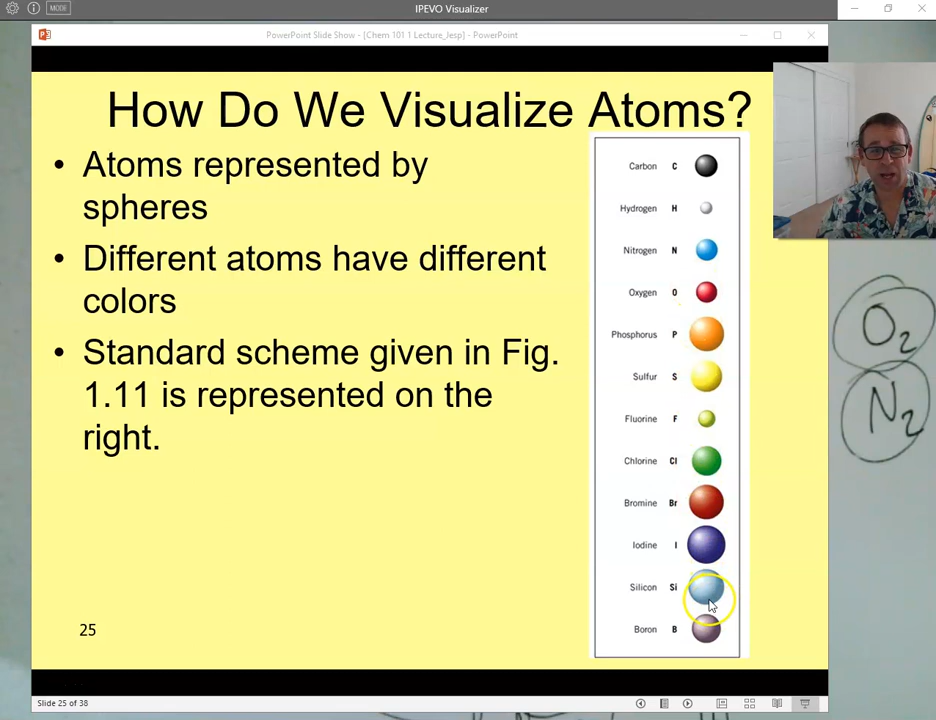 MODE
IPEVO Visualizer
PowerPoint Slide Show - [Chem 101 1 Lecture_Jesp] - PowerPoint
How Do We Visualize Atoms?
• Atoms represented by
spheres
• Different atoms have different
colors
• Standard scheme given in Fig.
1.11 is represented on the
right.
Carbon C
Hydrogen H
Nitrogen N
Oxygen O
Phosphorus P
Sulfur S
Fluorine F
Chlorine Cl
Bromine Br
Iodine I
Silicon Si
Boron B
25
O2
N2
Slide 25 of 38